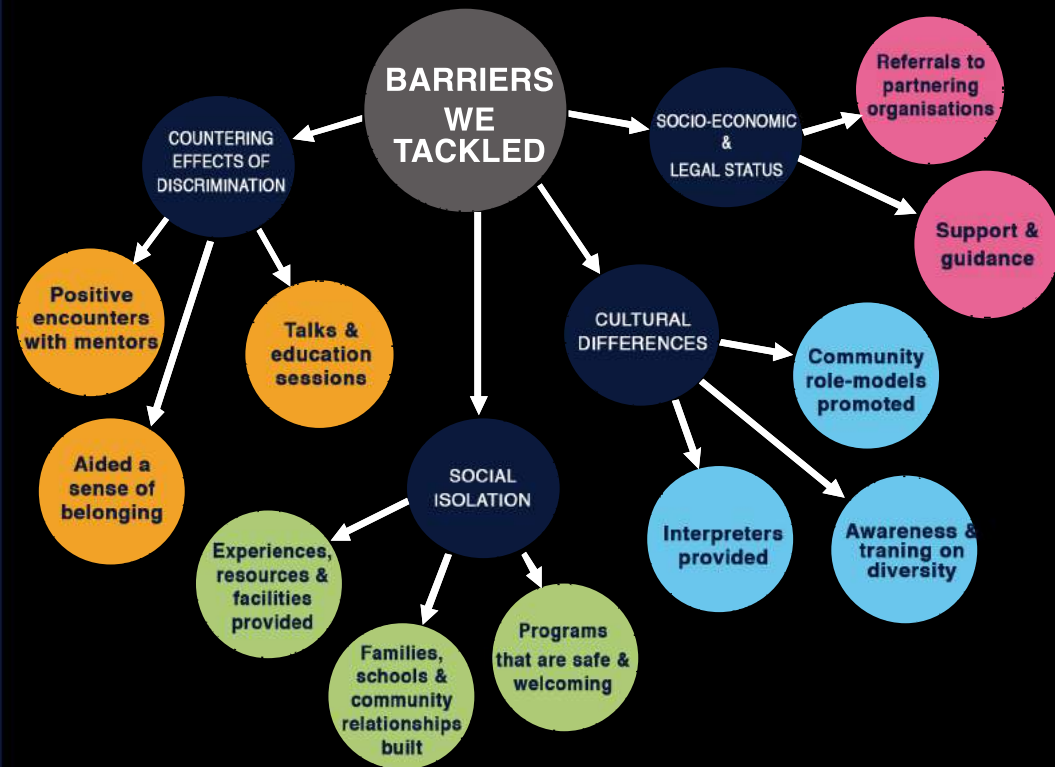 BARRIERS
WE
TACKLED
COUNTERING
EFFECTS OF
DISCRIMINATION
Positive
encounters
with mentors
Aided a
sense of
belonging
Talks &
education
sessions
SOCIAL
ISOLATION
Experiences,
resources &
facilities
provided
Families,
schools &
community
relationships
built
Programs
that are safe &
welcoming
CULTURAL
DIFFERENCES
Interpreters
provided
Awareness &
traning on
diversity
Community
role-models
promoted
SOCIO-ECONOMIC
&
LEGAL STATUS
Referrals to
partnering
organisations
Support &
guidance